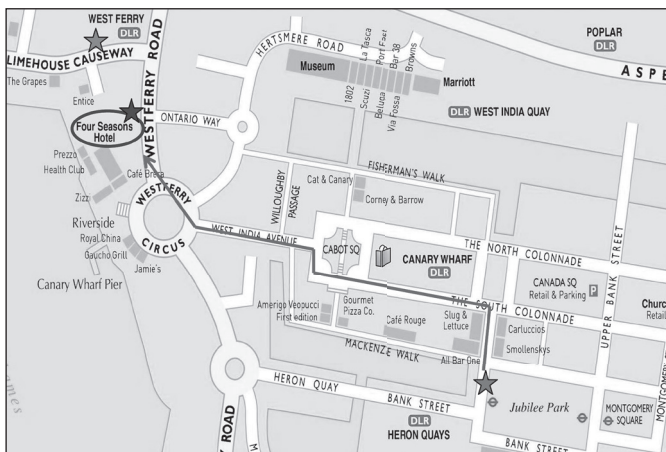 WEST FERRY
DLR
LIMEHOUSE CAUSEWAY
The Grapes
Entice
Four Seasons
Hotel
WESTFERRY ROAD
ONTARIO WAY
HERTSMERE ROAD
La Tasca
Port East
Bar 38
Browns
Museum
Marriott
1802
Scuzi
Beluga
Via Fossa
DLR WEST INDIA QUAY
POPLAR
DLR
ASPE
Prezzo
Health Club
Zizzi
Café Brera
WESTFERRY
CIRCUS
Riverside
Royal China
Gaucho Grill
Jamie's
Canary Wharf Pier
WILLOUGHBY
PASSAGE
FISHERMAN'S WALK
Cat & Canary
Corney & Barrow
WEST INDIA AVENUE
CABOT SQ
CANARY WHARF
DLR
THE NORTH COLONNADE
UPPER BANK STREET
CANADA SQ
Retail & Parking
P
Churc
Retail
THE SOUTH COLONNADE
Amerigo Veopucci
First edition
Gourmet
Pizza Co.
Café Rouge
Slug &
Lettuce
Carluccios
Smollenskys
All Bar One
MACKENZIE WALK
HERON QUAY
BANK STREET
DLR
HERON QUAYS
Jubilee Park
MONTGOMERY
SQUARE
MONTGOMERY
BANK STREET
Y ROAD
ames